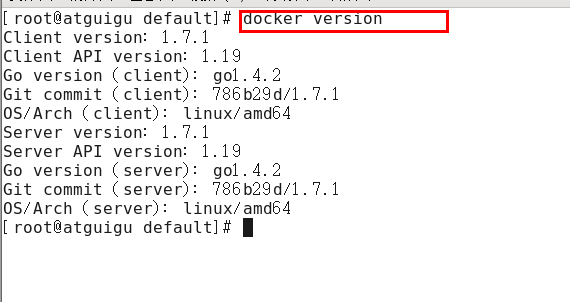 [root@atguigu default]# docker version
Client version: 1.7.1
Client API version: 1.19
Go version (client): go1.4.2
Git commit (client): 786b29d/1.7.1
OS/Arch (client): linux/amd64
Server version: 1.7.1
Server API version: 1.19
Go version (server): go1.4.2
Git commit (server): 786b29d/1.7.1
OS/Arch (server): linux/amd64
[root@atguigu default]#